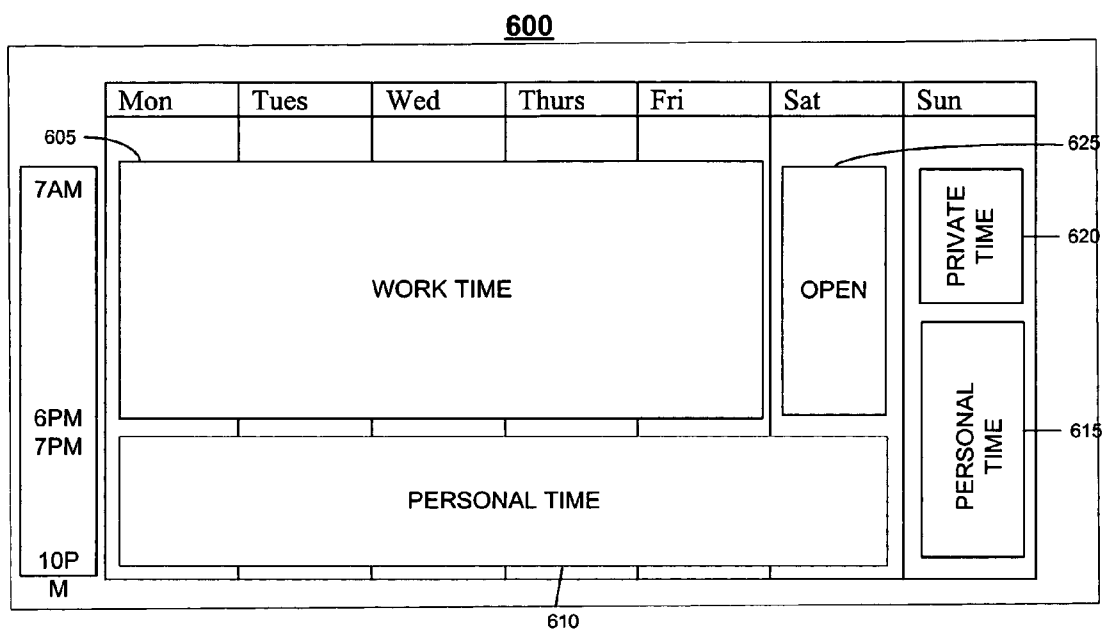 600
Mon Tues Wed Thurs Fri Sat Sun
605
625
7AM
PRIVATE
TIME
620
WORK TIME
OPEN
6PM
7PM
PERSONAL
TIME
615
PERSONAL TIME
10P
M
610